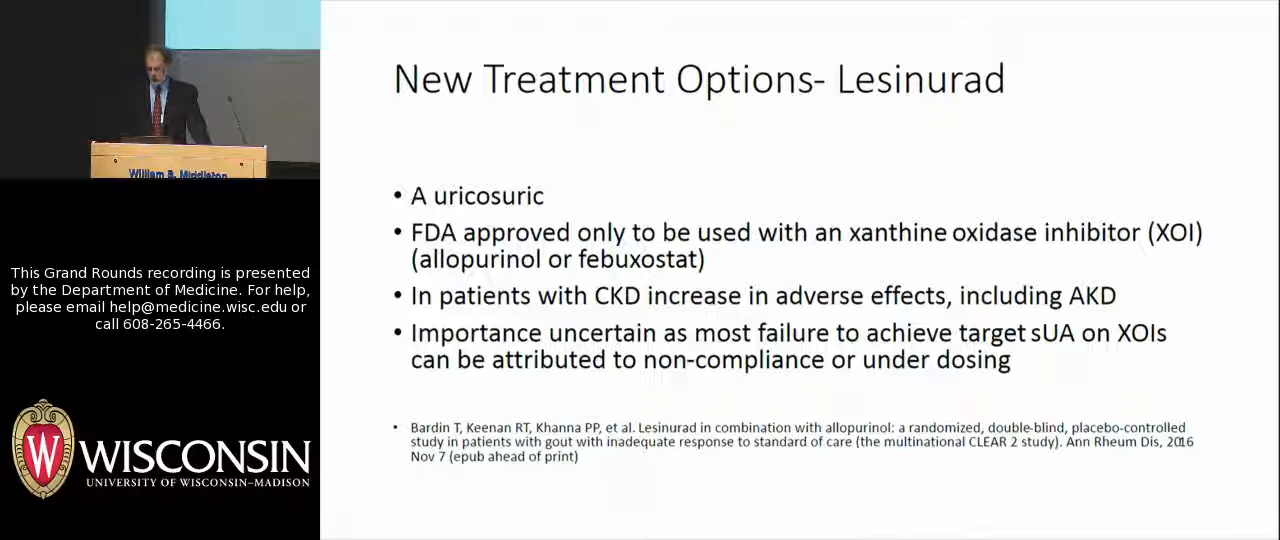 New Treatment Options- Lesinurad
• A uricosuric
• FDA approved only to be used with an xanthine oxidase inhibitor (XOI)
(allopurinol or febuxostat)
• In patients with CKD increase in adverse effects, including AKD
• Importance uncertain as most failure to achieve target sUA on XOIs
can be attributed to non-compliance or under dosing
• Bardin T, Keenan RT, Khanna PP, et al. Lesinurad in combination with allopurinol: a randomized, double-blind, placebo-controlled
study in patients with gout with inadequate response to standard of care (the multinational CLEAR 2 study). Ann Rheum Dis, 2016
Nov 7 (epub ahead of print)
William S. Middleton
This Grand Rounds recording is presented
by the Department of Medicine. For help,
please email help@medicine.wisc.edu or
call 608-265-4466.
W
WISCONSIN
UNIVERSITY OF WISCONSIN–MADISON